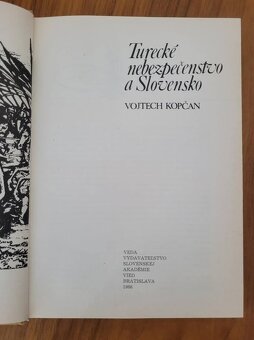 Turecké
nebezpečenstvo
a Slovensko
VOJTECH KOPČAN
VEDA
VYDAVATEĽSTVO
SLOVENSKEJ
AKADÉMIE
VIED
BRATISLAVA
1986